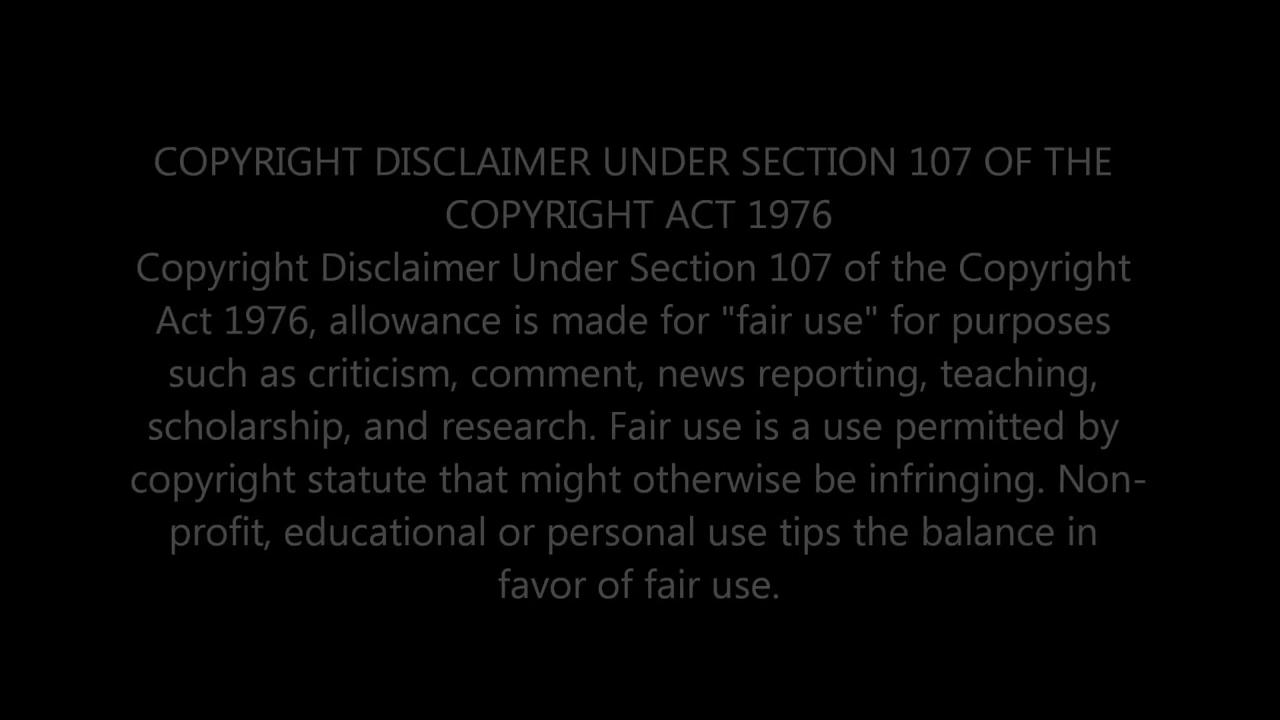 COPYRIGHT DISCLAIMER UNDER SECTION 107 OF THE
COPYRIGHT ACT 1976
Copyright Disclaimer Under Section 107 of the Copyright
Act 1976, allowance is made for "fair use" for purposes
such as criticism, comment, news reporting, teaching,
scholarship, and research. Fair use is a use permitted by
copyright statute that might otherwise be infringing. Non-
profit, educational or personal use tips the balance in
favor of fair use.